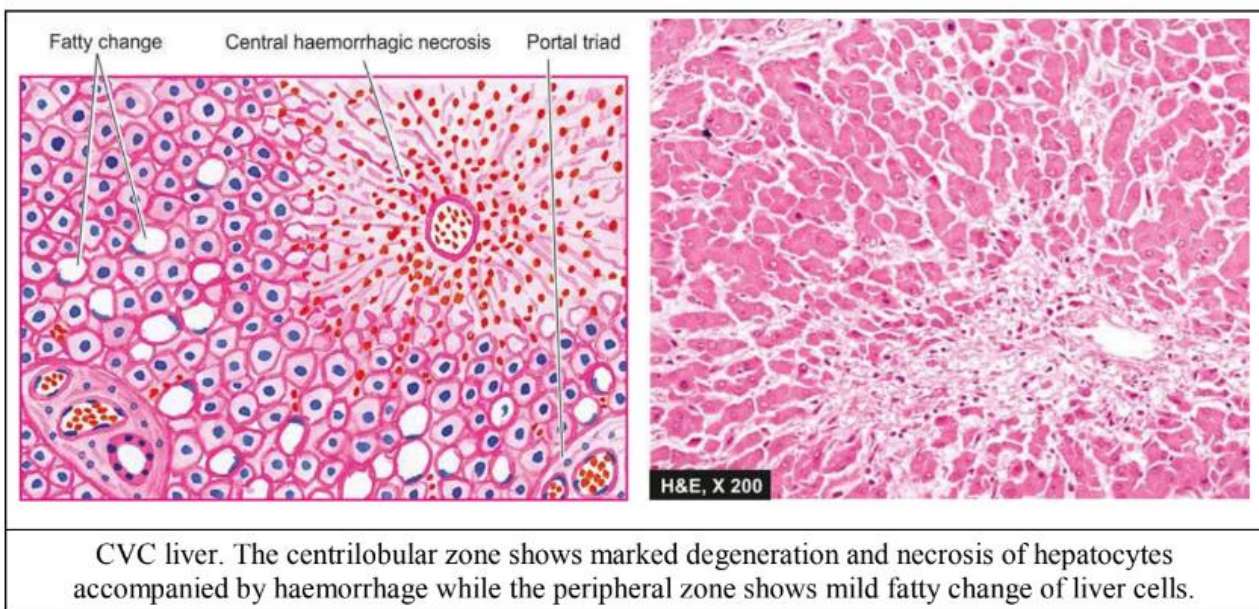 Fatty change
Central haemorrhagic necrosis
Portal triad
H&E, X 200
CVC liver. The centrilobular zone shows marked degeneration and necrosis of hepatocytes
accompanied by haemorrhage while the peripheral zone shows mild fatty change of liver cells.